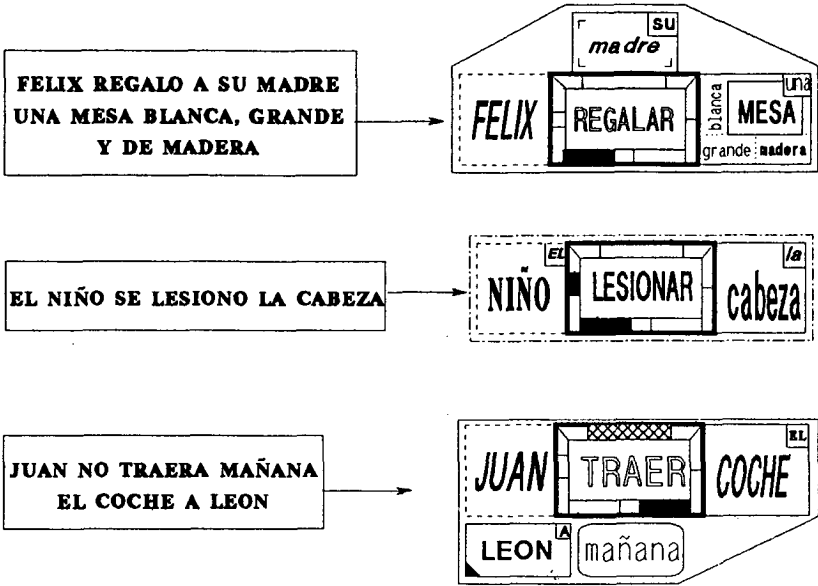 FELIX REGALO A SU MADRE
UNA MESA BLANCA, GRANDE
Y DE MADERA
su
madre
FELIX
REGALAR
blanca
una
MESA
grande
madera
EL NIÑO SE LESIONO LA CABEZA
EL
NIÑO
LESIONAR
la
cabeza
JUAN NO TRAERA MAÑANA
EL COCHE A LEON
JUAN
TRAER
EL
COCHE
A
LEON
mañana